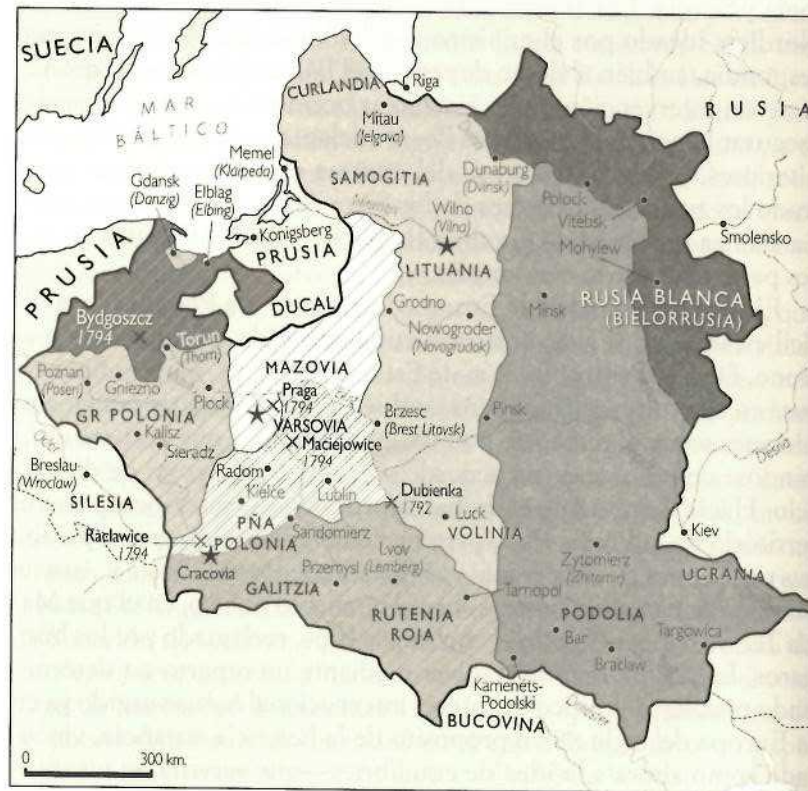 SUECIA
MAR
BÁLTICO
CURLANDIA
Riga
Mitau
(Jelgava)
RUSIA
Memel
(Klaipeda)
SAMOGITIA
Dunaburg
(Dvinsk)
Gdansk
(Danzig)
Elblag
(Elbing)
Wilno
(Vilna)
Polock
Vitebsk
Mohylew
Smolensko
Konigsberg
PRUSIA
PRUSIA
DUCAL
LITUANIA
Grodno
Minsk
RUSIA BLANCA
(BIELORRUSIA)
Nowogroder
(Novogrudok)
Bydgoszcz
1794
Torun
(Thorn)
MAZOVIA
Poznan
(Posen)
Gniezno
Plock
Praga
1794
GR POLONIA
VARSOVIA
Brzesc
(Brest Litovsk)
Pinsk
Kalisz
Sieradz
Maciejowice
1794
Desna
Breslau
(Wroclaw)
Radom
Kielce
Lublin
Dubienka
1792
Luck
SILESIA
PÑA
POLONIA
VOLINIA
Kiev
Racławice
1794
Sandomierz
Cracovia
Przemysl
Lvov
(Lemberg)
Zytomierz
(Zhitomir)
UCRANIA
GALITZIA
Tarnopol
RUTENIA
ROJA
PODOLIA
Bar
Braclaw
Targowica
Kamenets-
Podolski
BUCOVINA
0
300 km.